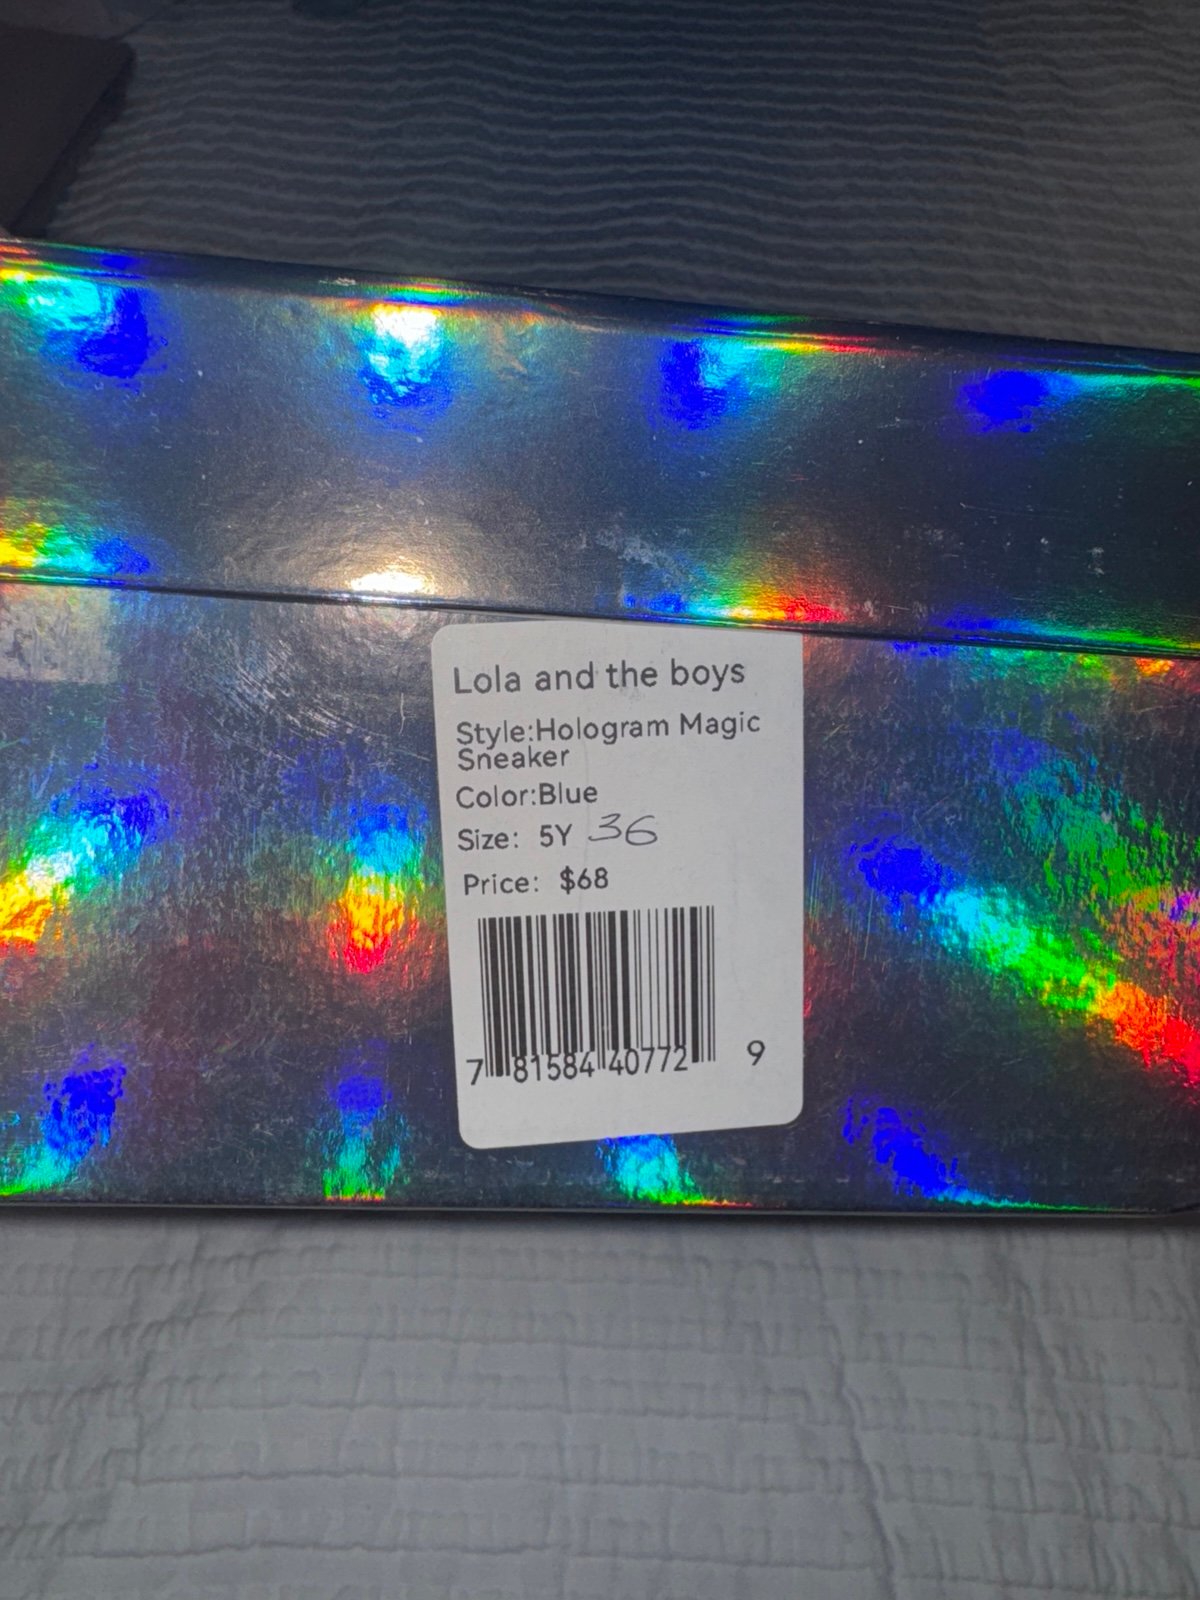 Lola and the boys
Style:Hologram Magic
Sneaker
Color:Blue
Size: 5Y 36
Price: $68
7 81584 40772 9